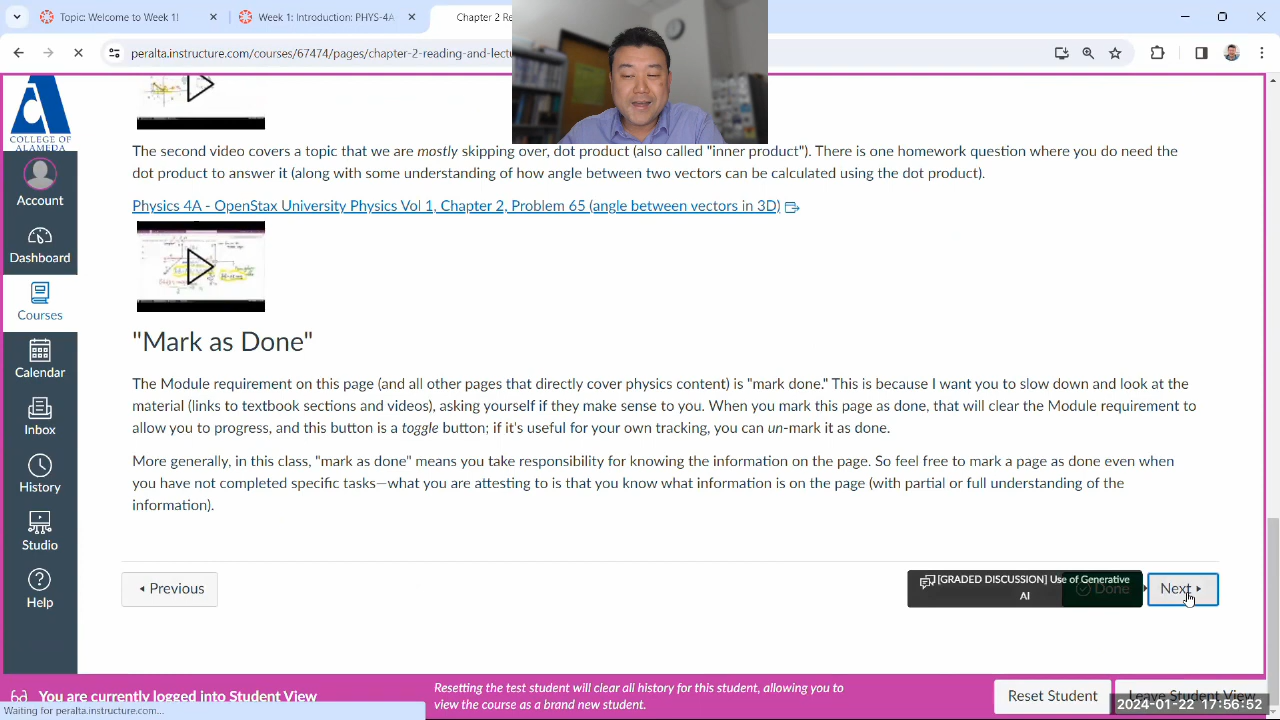 peralta.instructure.com/courses/67474/pages/chapter-2-reading-and-lectu
COLLEGE OF
ALAMEDA
Account
Dashboard
Courses
Calendar
Inbox
History
Studio
Help
The second video covers a topic that we are mostly skipping over, dot product (also called "inner product"). There is one homework question where you do need the
dot product to answer it (along with some understanding of how angle between two vectors can be calculated using the dot product).
Physics 4A - OpenStax University Physics Vol 1, Chapter 2, Problem 65 (angle between vectors in 3D)
"Mark as Done"
The Module requirement on this page (and all other pages that directly cover physics content) is "mark done." This is because I want you to slow down and look at the
material (links to textbook sections and videos), asking yourself if they make sense to you. When you mark this page as done, that will clear the Module requirement to
allow you to progress, and this button is a toggle button; if it's useful for your own tracking, you can un-mark it as done.
More generally, in this class, "mark as done" means you take responsibility for knowing the information on the page. So feel free to mark a page as done even when
you have not completed specific tasks—what you are attesting to is that you know what information is on the page (with partial or full understanding of the
information).
Previous
[GRADED DISCUSSION] Use of Generative
AI
Done
Next
You are currently logged into Student View
Resetting the test student will clear all history for this student, allowing you to
view the course as a brand new student.
Reset Student
Leave Student View
Waiting for peralta.instructure.com...
2024-01-22 17:56:52